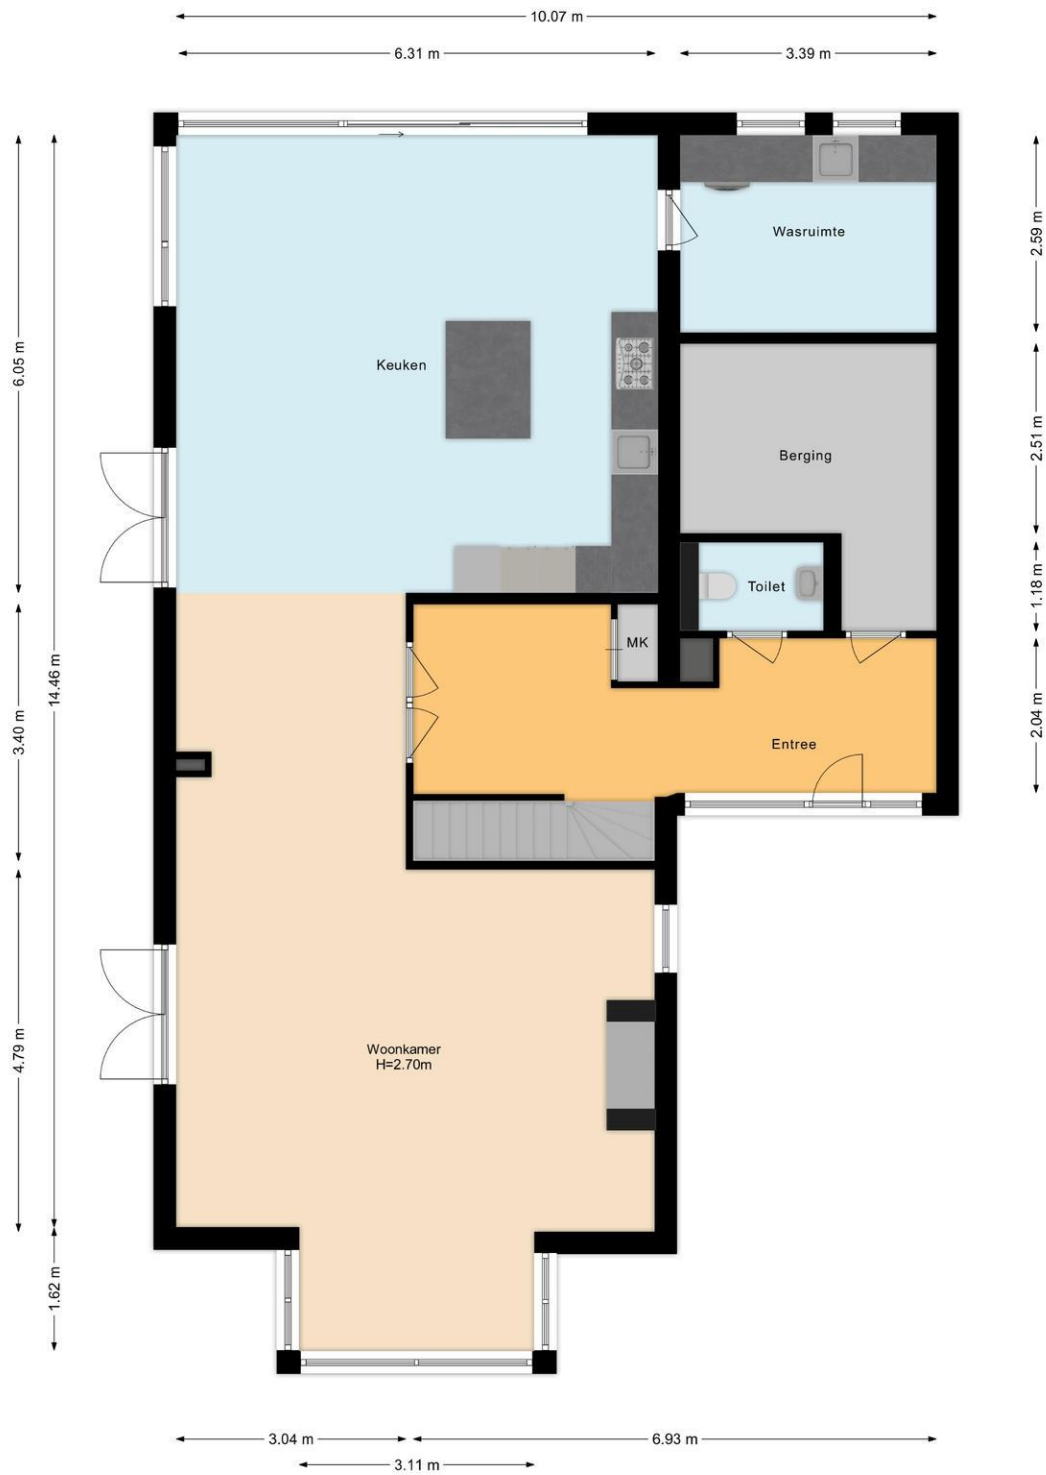 10.07 m
6.31 m
3.39 m
6.05 m
14.46 m
3.40 m
4.79 m
1.62 m
2.59 m
2.51 m
1.18 m
2.04 m
Wasruimte
Keuken
Berging
Toilet
MK
Entree
Woonkamer
H=2.70m
3.04 m
6.93 m
3.11 m